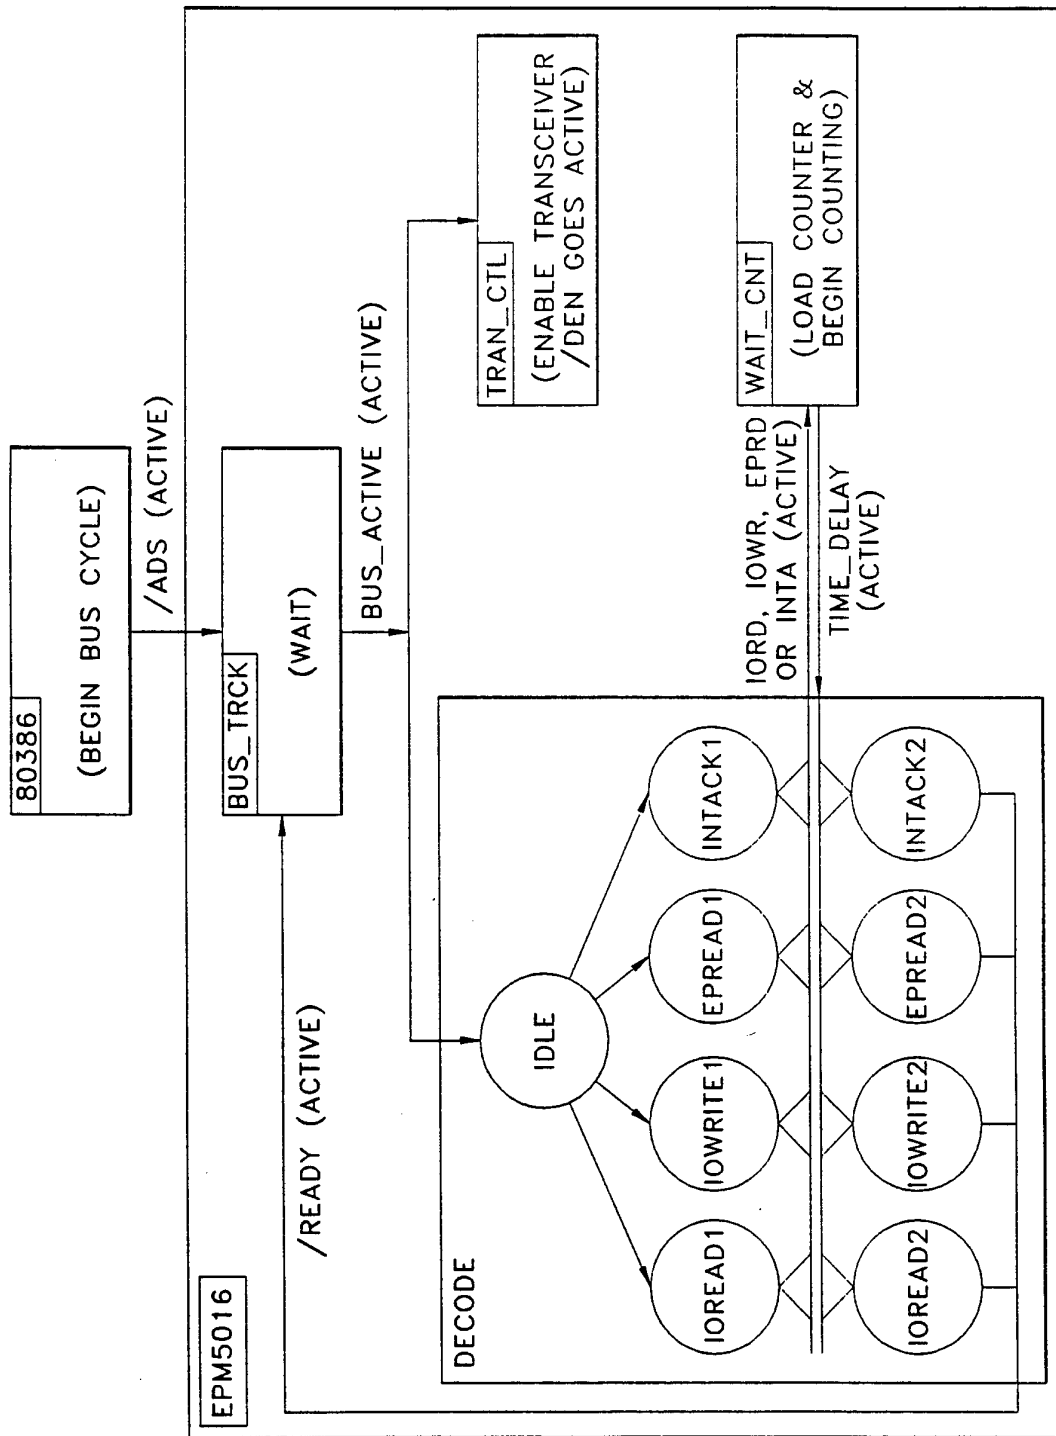 80386
(BEGIN BUS CYCLE)
/ADS (ACTIVE)
EPM5016
BUS_TRCK
(WAIT)
/READY (ACTIVE)
BUS_ACTIVE (ACTIVE)
DECODE
IDLE
TRAN_CTL
(ENABLE TRANSCEIVER
/DEN GOES ACTIVE)
IOREAD1
IOWRITE1
EPREAD1
INTACK1
IORD, IOWR, EPRD
OR INTA (ACTIVE)
TIME_DELAY
(ACTIVE)
WAIT_CNT
(LOAD COUNTER &
BEGIN COUNTING)
IOREAD2
IOWRITE2
EPREAD2
INTACK2